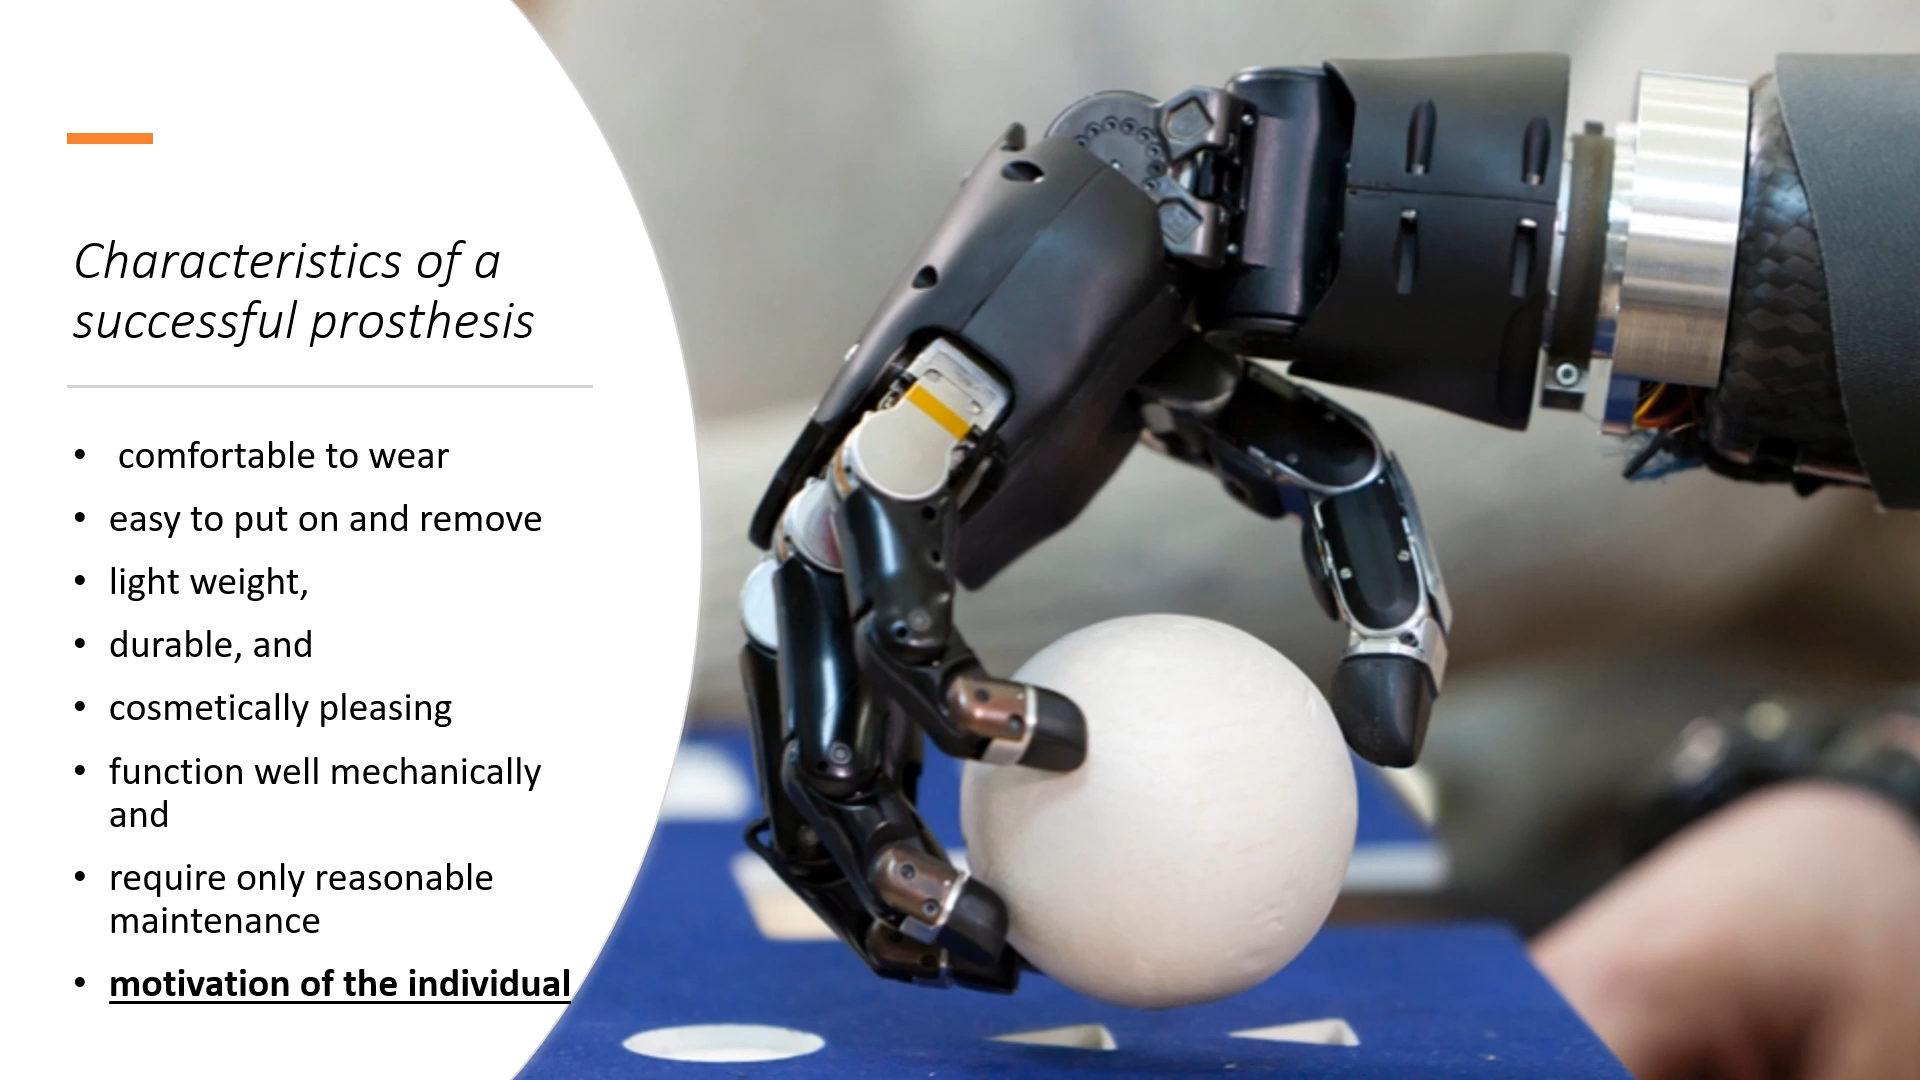 Characteristics of a
successful prosthesis
• comfortable to wear
• easy to put on and remove
• light weight,
• durable, and
• cosmetically pleasing
• function well mechanically
and
• require only reasonable
maintenance
• motivation of the individual